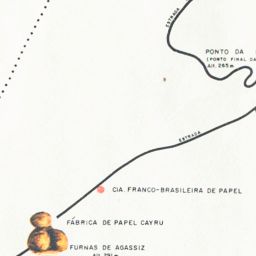 ESTRADA
PONTO DA
(PONTO FINAL DA
Alt. 265 m
ESTRADA
CIA. FRANCO-BRASILEIRA DE PAPEL
FÁBRICA DE PAPEL CAYRU
FURNAS DE AGASSIZ